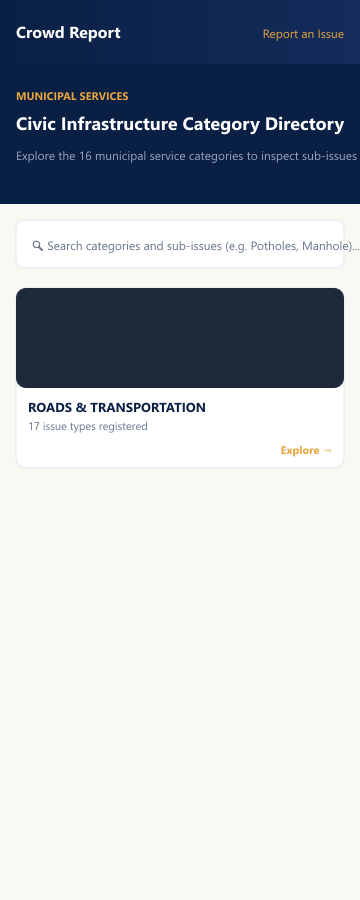 Crowd Report
Report an Issue
MUNICIPAL SERVICES
Civic Infrastructure Category Directory
Explore the 16 municipal service categories to inspect sub-issues
🔍 Search categories and sub-issues (e.g. Potholes, Manhole)...
ROADS & TRANSPORTATION
17 issue types registered
Explore →